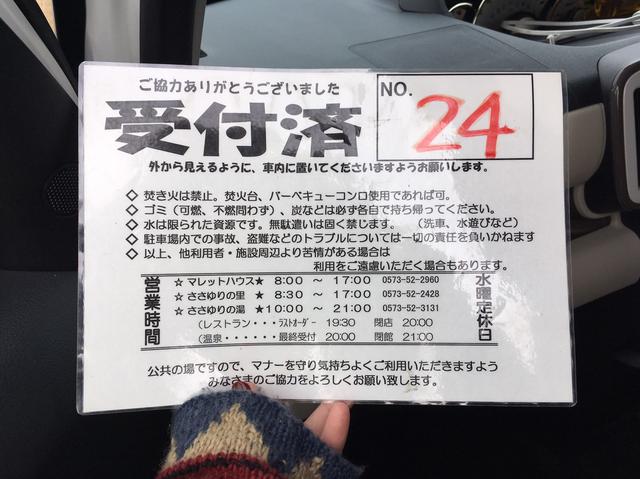 ご協力ありがとうございました
受付済
NO.
24
外から見えるように、車内に置いてくださいますようお願いします。
◇ 焚き火は禁止。焚火台、バーベキューコンロ使用であれば可。
◇ ゴミ（可燃、不燃問わず）、炭などは必ず各自で持ち帰ってください。
◇ 水は限られた資源です。無駄遣いは固く禁じます。　（洗車、水遊びなど）
◇ 駐車場内での事故、盗難などのトラブルについては一切の責任を負いかねます
◇ 以上、他利用者・施設周辺より苦情がある場合は
利用をご遠慮いただく場合もあります。
営業時間
☆ マレットハウス★ 8:00 ～ 17:00 0573-52-2960
☆ ささゆりの里 ★ 8:30 ～ 17:30 0573-52-2428
☆ ささゆりの湯 ★10:00 ～ 21:00 0573-52-3131
（レストラン・・・ラストオーダー 19:30 閉店 20:00
（温泉・・・・・・最終受付 20:00 閉館 21:00
水曜定休日
公共の場ですので、マナーを守り気持ちよくご利用いただきますよう
みなさまのご協力をよろしくお願い致します。